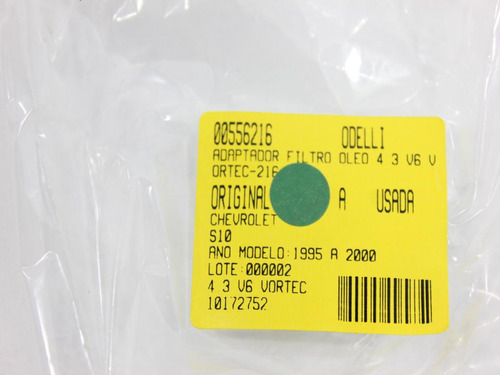 00556216 ODELLI
ADAPTADOR FILTRO OLEO 4 3 V6 V
ORTEC-216
ORIGINAL A USADA
CHEVROLET
S10
ANO MODELO:1995 A 2000
LOTE:000002
4 3 V6 VORTEC
10172752